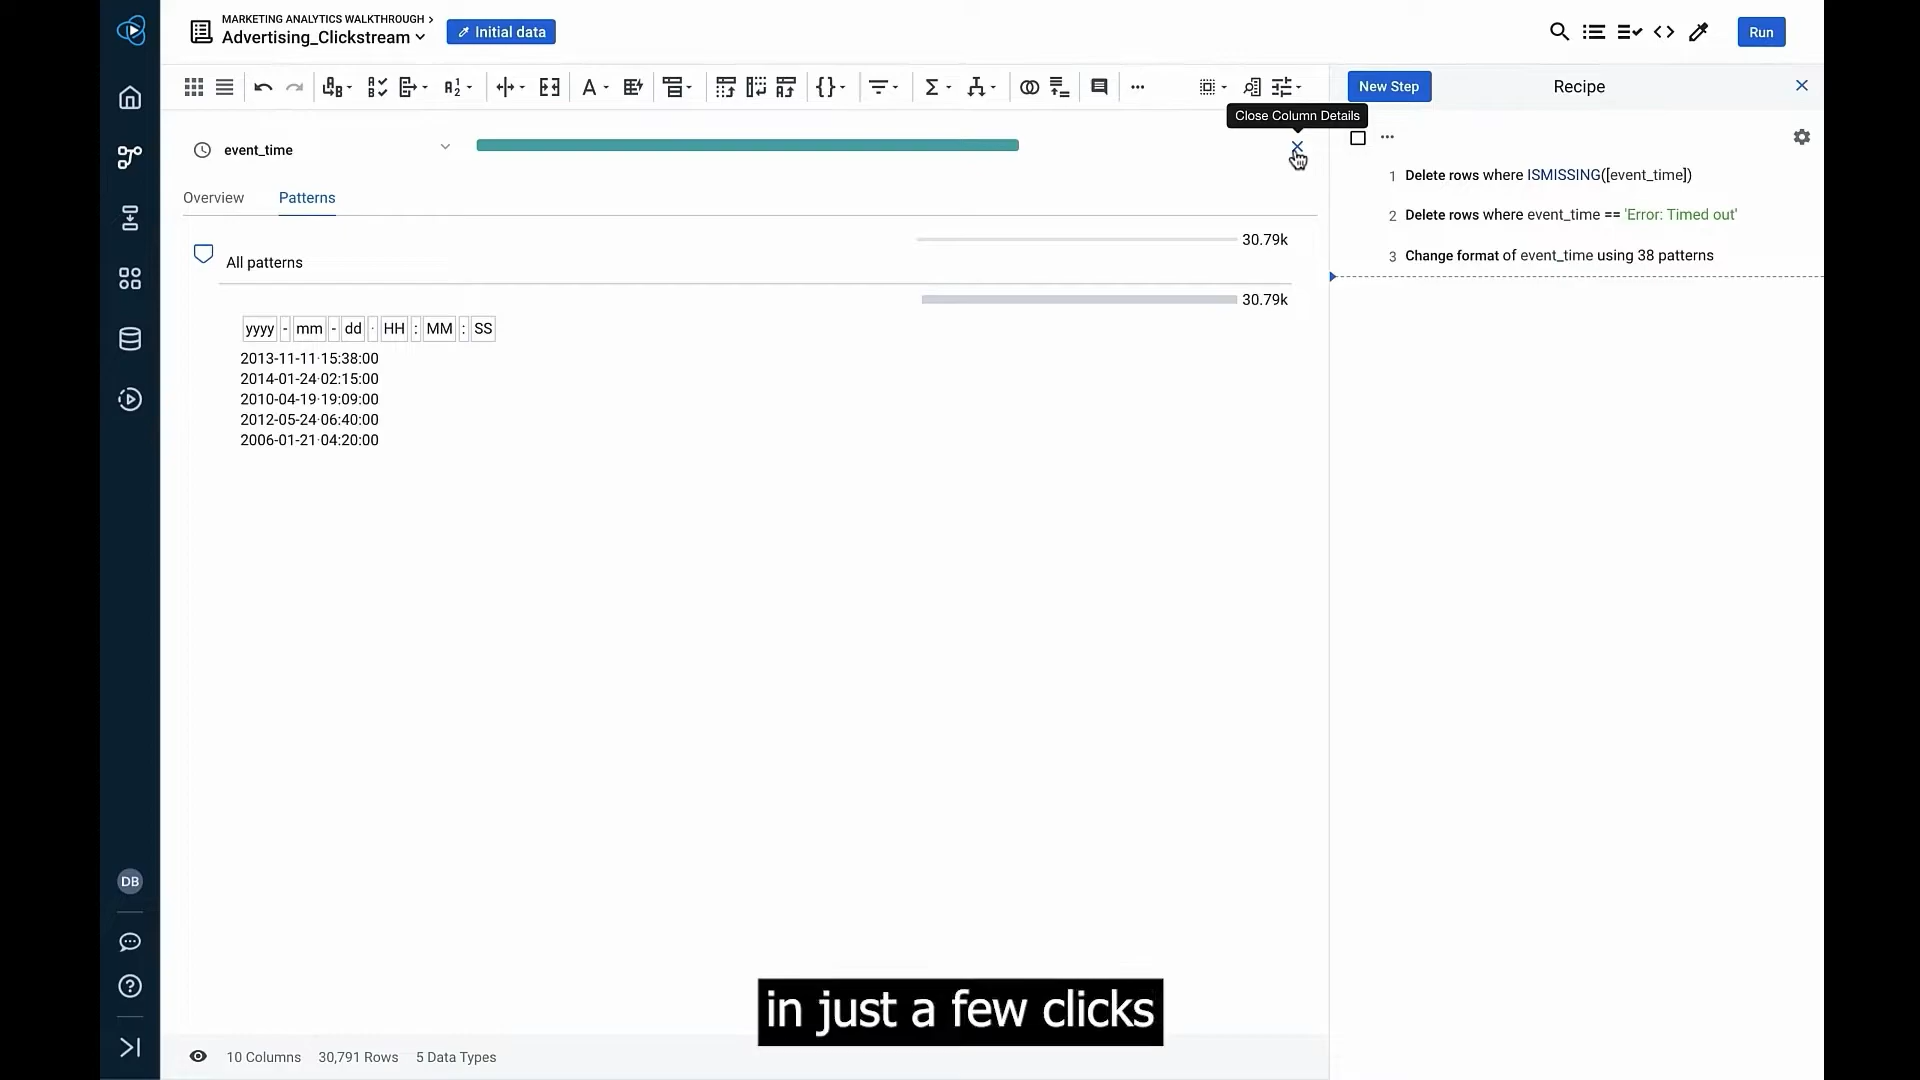 MARKETING ANALYTICS WALKTHROUGH
Advertising_Clickstream
Initial data
Run
New Step
Recipe
Close Column Details
event_time
Overview
Patterns
1 Delete rows where ISMISSING([event_time])
2 Delete rows where event_time == 'Error: Timed out'
3 Change format of event_time using 38 patterns
30.79k
All patterns
30.79k
yyyy - mm - dd · HH : MM : SS
2013-11-11·15:38:00
2014-01-24·02:15:00
2010-04-19·19:09:00
2012-05-24·06:40:00
2006-01-21·04:20:00
DB
in just a few clicks
10 Columns 30,791 Rows 5 Data Types